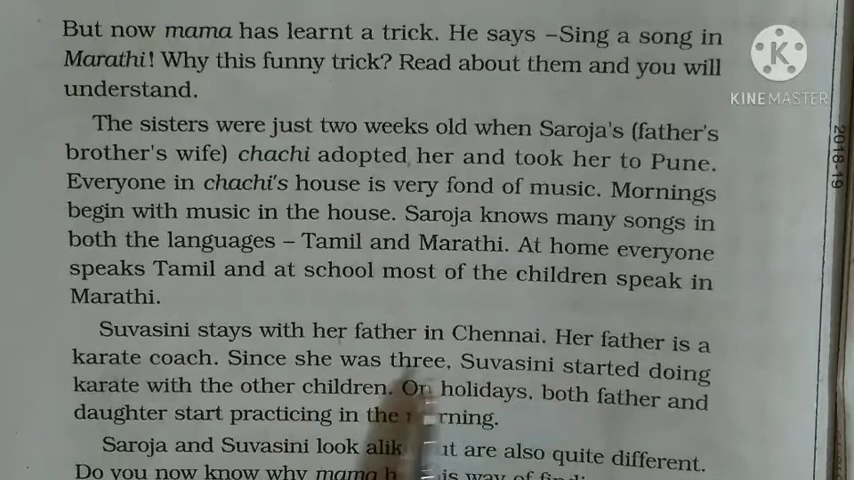 But now mama has learnt a trick. He says –Sing a song in
Marathi! Why this funny trick? Read about them and you will
understand.
The sisters were just two weeks old when Saroja's (father's
brother's wife) chachi adopted her and took her to Pune.
Everyone in chachi's house is very fond of music. Mornings
begin with music in the house. Saroja knows many songs in
both the languages – Tamil and Marathi. At home everyone
speaks Tamil and at school most of the children speak in
Marathi.
Suvasini stays with her father in Chennai. Her father is a
karate coach. Since she was three, Suvasini started doing
karate with the other children. On holidays, both father and
daughter start practicing in the morning.
Saroja and Suvasini look alik ut are also quite different.
Do you now know why mama h is way of
K
KINEMASTER
2018-19